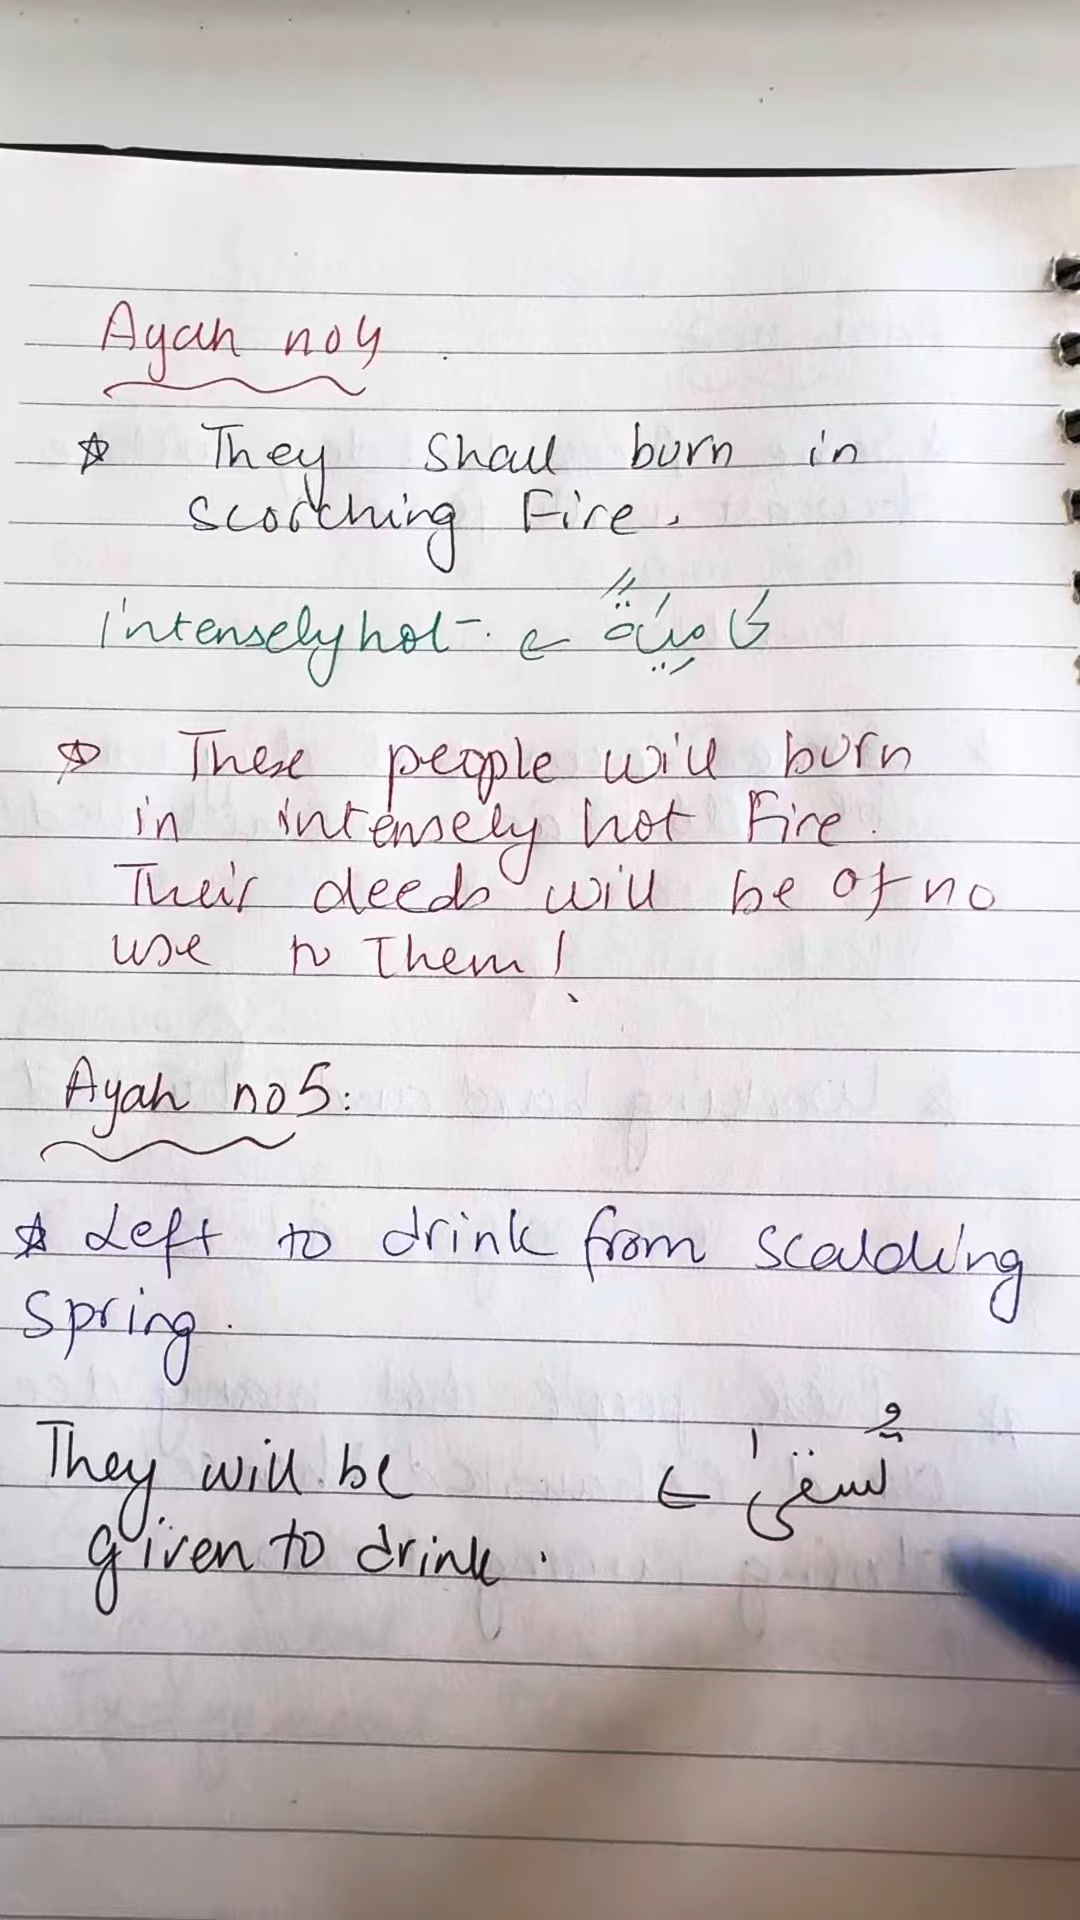 Ayah no 4
☆ They shall burn in
scorching Fire.
intensely hot - ← حَامِيَةً
☆ These people will burn
in intensely hot Fire.
Their deeds will be of no
use to Them!
Ayah no 5:
☆ Left to drink from scalding
spring.
They will be ← تُسقىٰ
given to drink.